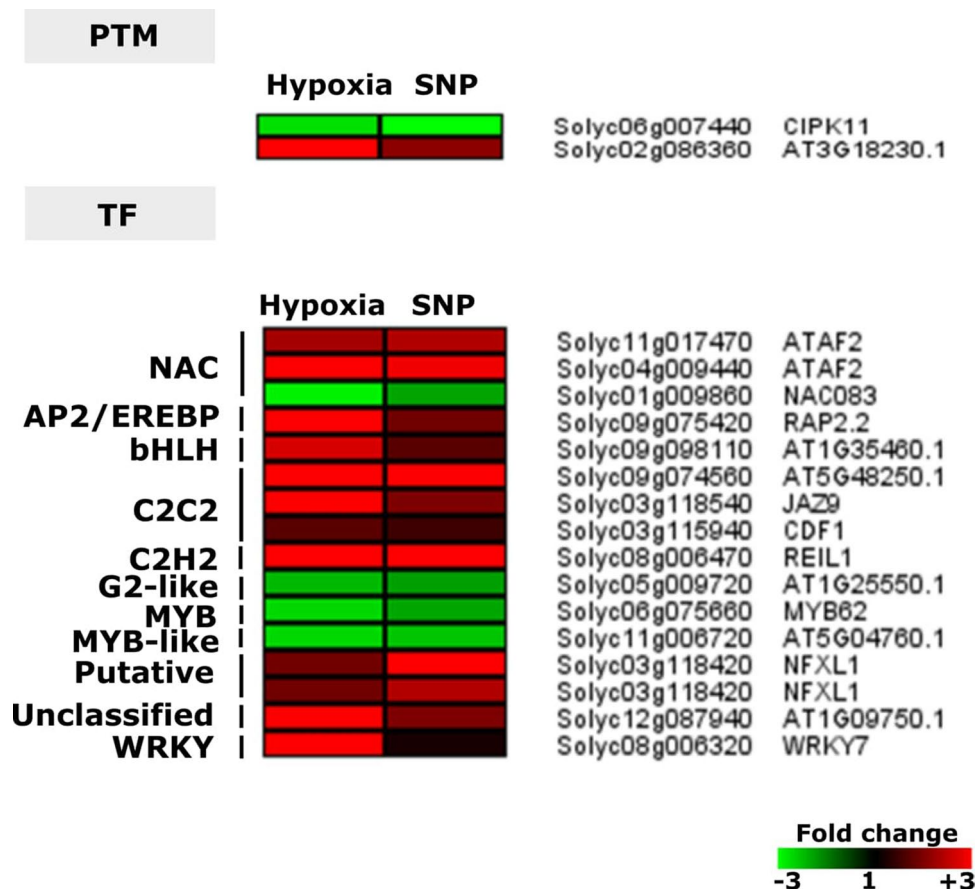 PTM
Hypoxia SNP
Solyc06g007440 CIPK11
Solyc02g086360 AT3G18230.1
TF
Hypoxia SNP
NAC
Solyc11g017470 ATAF2
Solyc04g009440 ATAF2
Solyc01g009860 NAC083
AP2/EREBP Solyc09g075420 RAP2.2
bHLH Solyc09g098110 AT1G35460.1
C2C2
Solyc09g074560 AT5G48250.1
Solyc03g118540 JAZ9
Solyc03g115940 CDF1
C2H2 Solyc08g006470 REIL1
G2-like Solyc05g009720 AT1G25550.1
MYB Solyc06g075660 MYB62
MYB-like Solyc11g006720 AT5G04760.1
Putative
Solyc03g118420 NFXL1
Solyc03g118420 NFXL1
Unclassified Solyc12g087940 AT1G09750.1
WRKY Solyc08g006320 WRKY7
Fold change
-3 1 +3